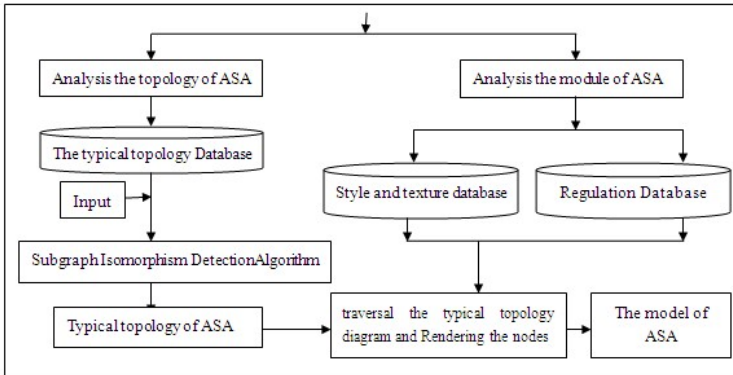 Analysis the topology of ASA
Analysis the module of ASA
The typical topology Database
Style and texture database
Regulation Database
Input
Subgraph Isomorphism DetectionAlgorithm
Typical topology of ASA
traversal the typical topology
diagram and Rendering the nodes
The model of
ASA